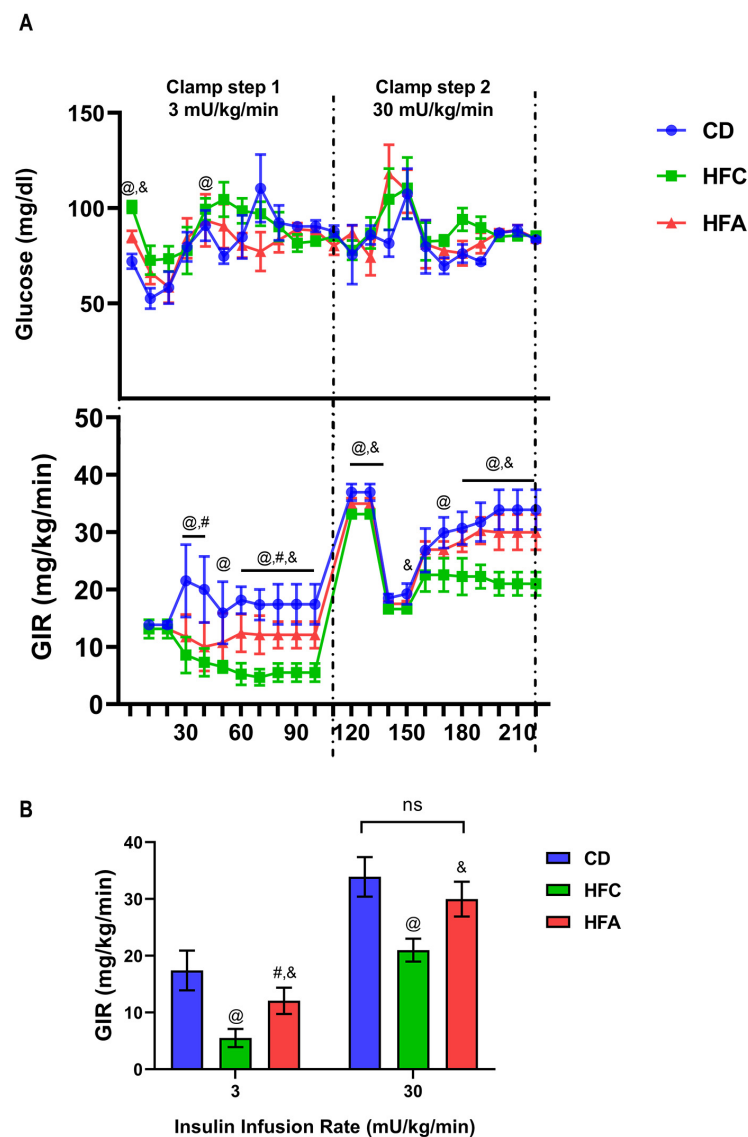 A
Clamp step 1
3 mU/kg/min
Clamp step 2
30 mU/kg/min
150
100
50
Glucose (mg/dl)
@,&
@
CD
HFC
HFA
50
40
30
20
10
0
GIR (mg/kg/min)
@,#
@
@,#,&
@,&
&
@
@,&
30 60 90 120 150 180 210
B
40
30
20
10
0
GIR (mg/kg/min)
@
#,&
ns
@
&
CD
HFC
HFA
3 30
Insulin Infusion Rate (mU/kg/min)